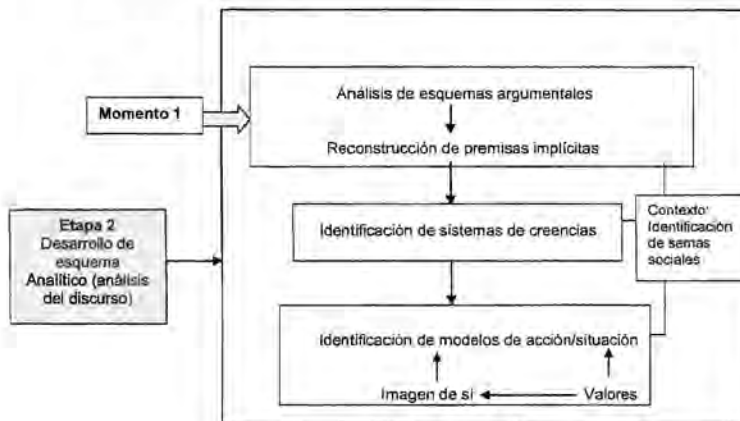 Análisis de esquemas argumentales
Momento 1
Reconstrucción de premisas implícitas
Etapa 2
Desarrollo de
esquema
Analítico (análisis
del discurso)
Identificación de sistemas de creencias
Contexto:
Identificación
de semas
sociales
Identificación de modelos de acción/situación
Imagen de sí
Valores